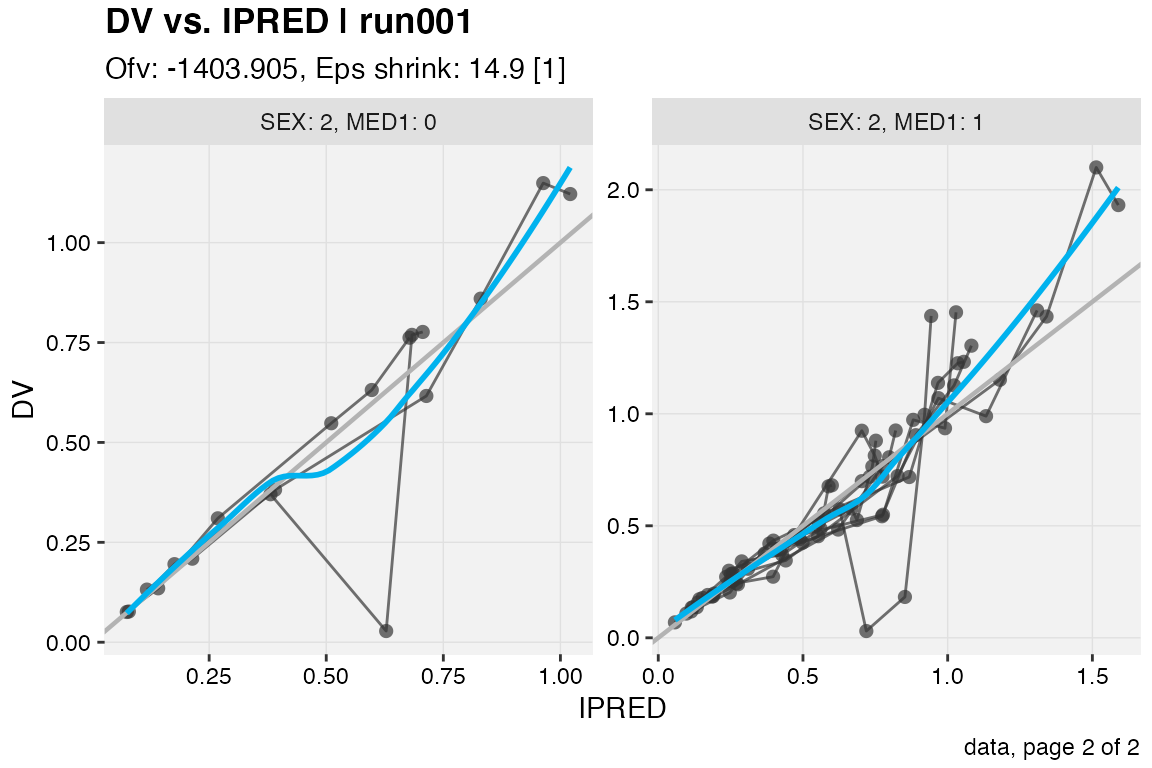 DV vs. IPRED | run001
Ofv: -1403.905, Eps shrink: 14.9 [1]
SEX: 2, MED1: 0
SEX: 2, MED1: 1
DV
1.00
0.75
0.50
0.25
0.00
2.0
1.5
1.0
0.5
0.0
0.25 0.50 0.75 1.00
0.0 0.5 1.0 1.5
IPRED
data, page 2 of 2